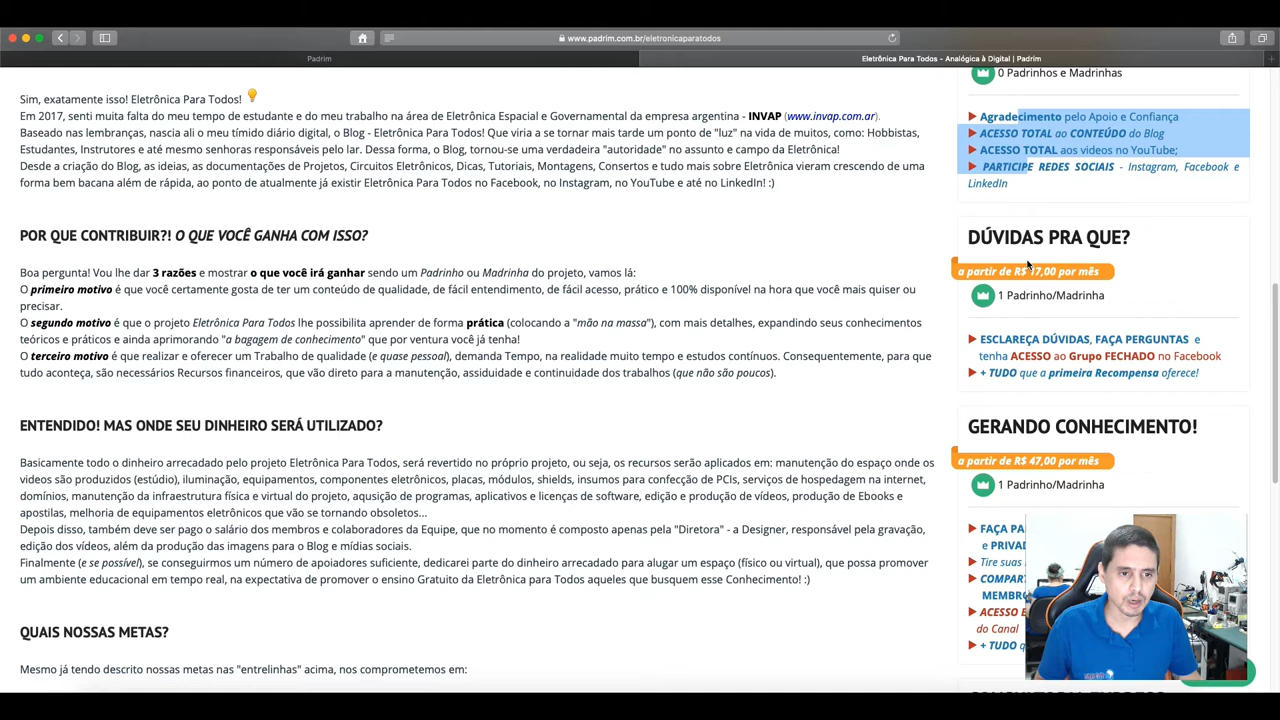 www.padrim.com.br/eletronicaparatodos
Padrim
Eletrônica Para Todos - Analógica à Digital | Padrim
Sim, exatamente isso! Eletrônica Para Todos!
Em 2017, senti muita falta do meu tempo de estudante e do meu trabalho na área de Eletrônica Espacial e Governamental da empresa argentina - INVAP (www.invap.com.ar).
Baseado nas lembranças, nascia ali o meu tímido diário digital, o Blog - Eletrônica Para Todos! Que viria a se tornar mais tarde um ponto de "luz" na vida de muitos, como: Hobbistas,
Estudantes, Instrutores e até mesmo senhoras responsáveis pelo lar. Dessa forma, o Blog, tornou-se uma verdadeira "autoridade" no assunto e campo da Eletrônica!
Desde a criação do Blog, as ideias, as documentações de Projetos, Circuitos Eletrônicos, Dicas, Tutoriais, Montagens, Consertos e tudo mais sobre Eletrônica vieram crescendo de uma
forma bem bacana além de rápida, ao ponto de atualmente já existir Eletrônica Para Todos no Facebook, no Instagram, no YouTube e até no LinkedIn! :)
POR QUE CONTRIBUIR?! O QUE VOCÊ GANHA COM ISSO?
Boa pergunta! Vou lhe dar 3 razões e mostrar o que você irá ganhar sendo um Padrinho ou Madrinha do projeto, vamos lá:
O primeiro motivo é que você certamente gosta de ter um conteúdo de qualidade, de fácil entendimento, de fácil acesso, prático e 100% disponível na hora que você mais quiser ou
precisar.
O segundo motivo é que o projeto Eletrônica Para Todos lhe possibilita aprender de forma prática (colocando a "mão na massa"), com mais detalhes, expandindo seus conhecimentos
teóricos e práticos e ainda aprimorando "a bagagem de conhecimento" que por ventura você já tenha!
O terceiro motivo é que realizar e oferecer um Trabalho de qualidade (e quase pessoal), demanda Tempo, na realidade muito tempo e estudos contínuos. Consequentemente, para que
tudo aconteça, são necessários Recursos financeiros, que vão direto para a manutenção, assiduidade e continuidade dos trabalhos (que não são poucos).
ENTENDIDO! MAS ONDE SEU DINHEIRO SERÁ UTILIZADO?
Basicamente todo o dinheiro arrecadado pelo projeto Eletrônica Para Todos, será revertido no próprio projeto, ou seja, os recursos serão aplicados em: manutenção do espaço onde os
videos são produzidos (estúdio), iluminação, equipamentos, componentes eletrônicos, placas, módulos, shields, insumos para confecção de PCIs, serviços de hospedagem na internet,
domínios, manutenção da infraestrutura física e virtual do projeto, aqusição de programas, aplicativos e licenças de software, edição e produção de vídeos, produção de Ebooks e
apostilas, melhoria de equipamentos eletrônicos que vão se tornando obsoletos...
Depois disso, também deve ser pago o salário dos membros e colaboradores da Equipe, que no momento é composto apenas pela "Diretora" - a Designer, responsável pela gravação,
edição dos vídeos, além da produção das imagens para o Blog e mídias sociais.
Finalmente (e se possível), se conseguirmos um número de apoiadores suficiente, dedicarei parte do dinheiro arrecadado para alugar um espaço (físico ou virtual), que possa promover
um ambiente educacional em tempo real, na expectativa de promover o ensino Gratuito da Eletrônica para Todos aqueles que busquem esse Conhecimento! :)
QUAIS NOSSAS METAS?
Mesmo já tendo descrito nossas metas nas "entrelinhas" acima, nos comprometemos em:
0 Padrinhos e Madrinhas
Agradecimento pelo Apoio e Confiança
ACESSO TOTAL ao CONTEÚDO do Blog
ACESSO TOTAL aos videos no YouTube;
PARTICIPE REDES SOCIAIS - Instagram, Facebook e
LinkedIn
DÚVIDAS PRA QUE?
a partir de R$ 17,00 por mês
1 Padrinho/Madrinha
ESCLAREÇA DÚVIDAS, FAÇA PERGUNTAS e
tenha ACESSO ao Grupo FECHADO no Facebook
+ TUDO que a primeira Recompensa oferece!
GERANDO CONHECIMENTO!
a partir de R$ 47,00 por mês
1 Padrinho/Madrinha
FAÇA PA
e PRIVA
Tire suas
COMPAR
MEMBR
ACESSO E
do Canal
+ TUDO q